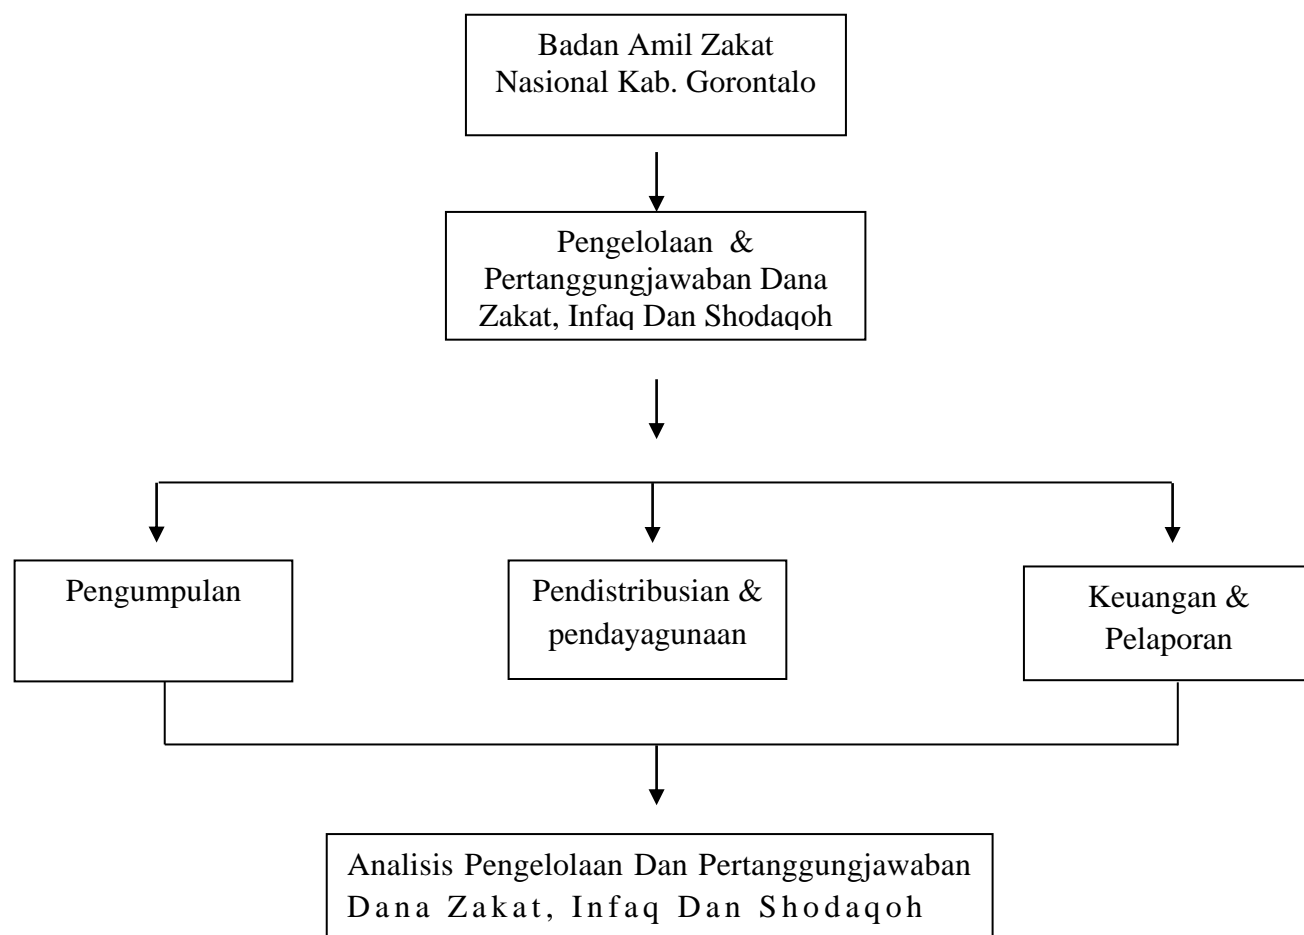 Badan Amil Zakat
Nasional Kab. Gorontalo
Pengelolaan &
Pertanggungjawaban Dana
Zakat, Infaq Dan Shodaqoh
Pengumpulan
Pendistribusian &
pendayagunaan
Keuangan &
Pelaporan
Analisis Pengelolaan Dan Pertanggungjawaban
Dana Zakat, Infaq Dan Shodaqoh